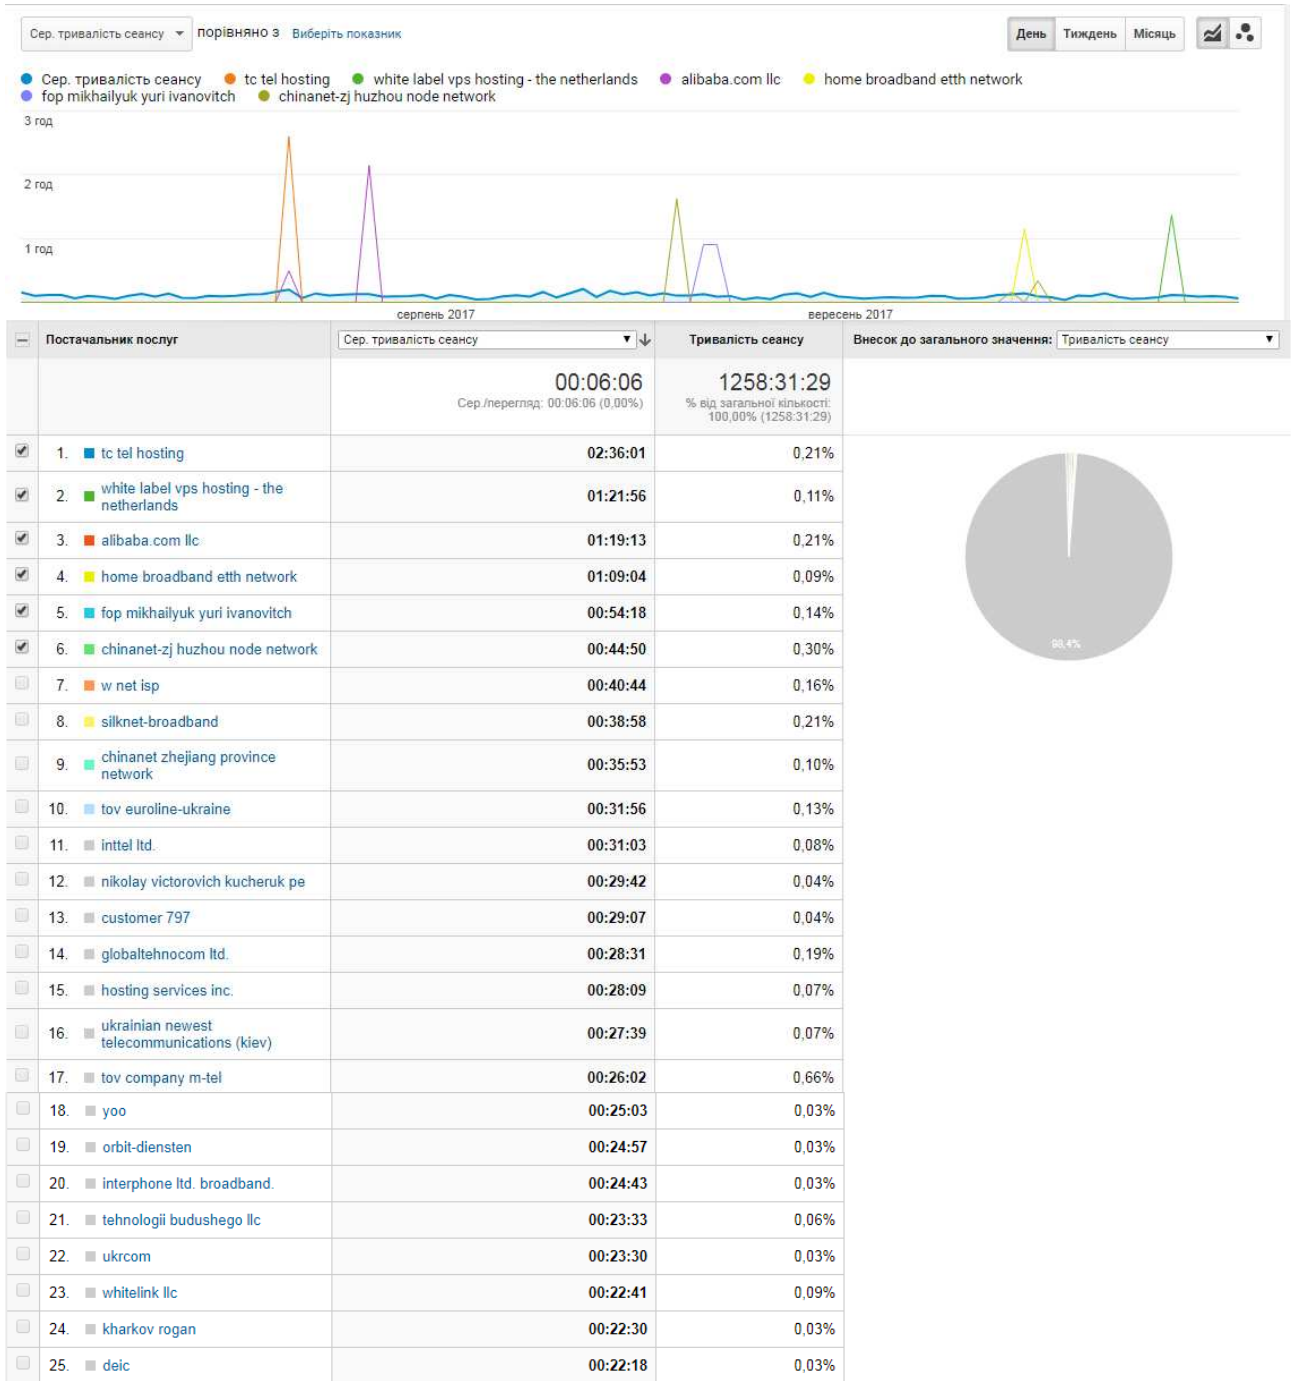 Сер. тривалість сеансу порівняно з Виберіть показник День Тиждень Місяць
Сер. тривалість сеансу tc tel hosting white label vps hosting - the netherlands alibaba.com llc home broadband etth network
fop mikhailyuk yuri ivanovitch chinanet-zj huzhou node network
3 год
2 год
1 год
серпень 2017 вересень 2017
Постачальник послуг Сер. тривалість сеансу Тривалість сеансу Внесок до загального значення: Тривалість сеансу
00:06:06 1258:31:29
Сер./перегляд: 00:06:06 (0,00%) % від загальної кількості:
100,00% (1258:31:29)
1. tc tel hosting 02:36:01 0,21%
2. white label vps hosting - the
netherlands 01:21:56 0,11%
3. alibaba.com llc 01:19:13 0,21%
4. home broadband etth network 01:09:04 0,09%
5. fop mikhailyuk yuri ivanovitch 00:54:18 0,14%
6. chinanet-zj huzhou node network 00:44:50 0,30%
98,4%
7. w net isp 00:40:44 0,16%
8. silknet-broadband 00:38:58 0,21%
9. chinanet zhejiang province
network 00:35:53 0,10%
10. tov euroline-ukraine 00:31:56 0,13%
11. inttel ltd. 00:31:03 0,08%
12. nikolay victorovich kucheruk pe 00:29:42 0,04%
13. customer 797 00:29:07 0,04%
14. globaltehnocom ltd. 00:28:31 0,19%
15. hosting services inc. 00:28:09 0,07%
16. ukrainian newest
telecommunications (kiev) 00:27:39 0,07%
17. tov company m-tel 00:26:02 0,66%
18. yoo 00:25:03 0,03%
19. orbit-diensten 00:24:57 0,03%
20. interphone ltd. broadband. 00:24:43 0,03%
21. tehnologii budushego llc 00:23:33 0,06%
22. ukrcom 00:23:30 0,03%
23. whitelink llc 00:22:41 0,09%
24. kharkov rogan 00:22:30 0,03%
25. deic 00:22:18 0,03%